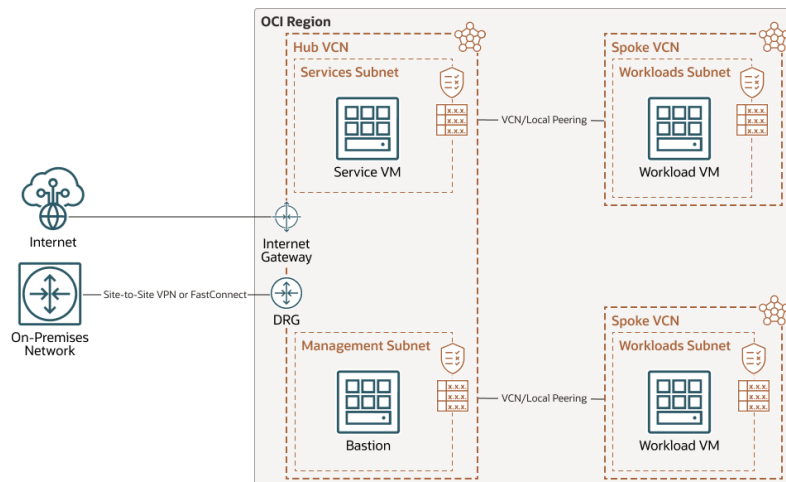 OCI Region
Hub VCN
Services Subnet
x.x.x.
x.x.x.
x.x.x.
Service VM
VCN/Local Peering
Spoke VCN
Workloads Subnet
x.x.x.
x.x.x.
x.x.x.
Workload VM
Internet
Internet
Gateway
Site-to-Site VPN or FastConnect
On-Premises
Network
DRG
Management Subnet
x.x.x.
x.x.x.
x.x.x.
Bastion
VCN/Local Peering
Spoke VCN
Workloads Subnet
x.x.x.
x.x.x.
x.x.x.
Workload VM